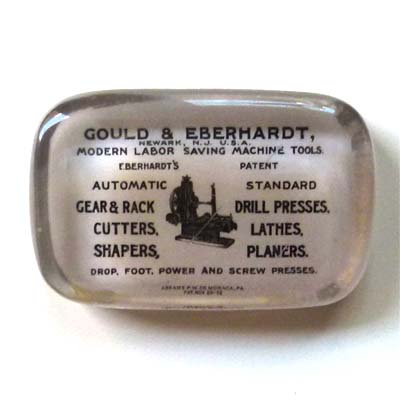 GOULD & EBERHARDT,
NEWARK, N.J. U.S.A.
MODERN LABOR SAVING MACHINE TOOLS.
EBERHARDT'S PATENT
AUTOMATIC STANDARD
GEAR & RACK DRILL PRESSES,
CUTTERS, LATHES,
SHAPERS, PLANERS.
DROP, FOOT, POWER AND SCREW PRESSES.